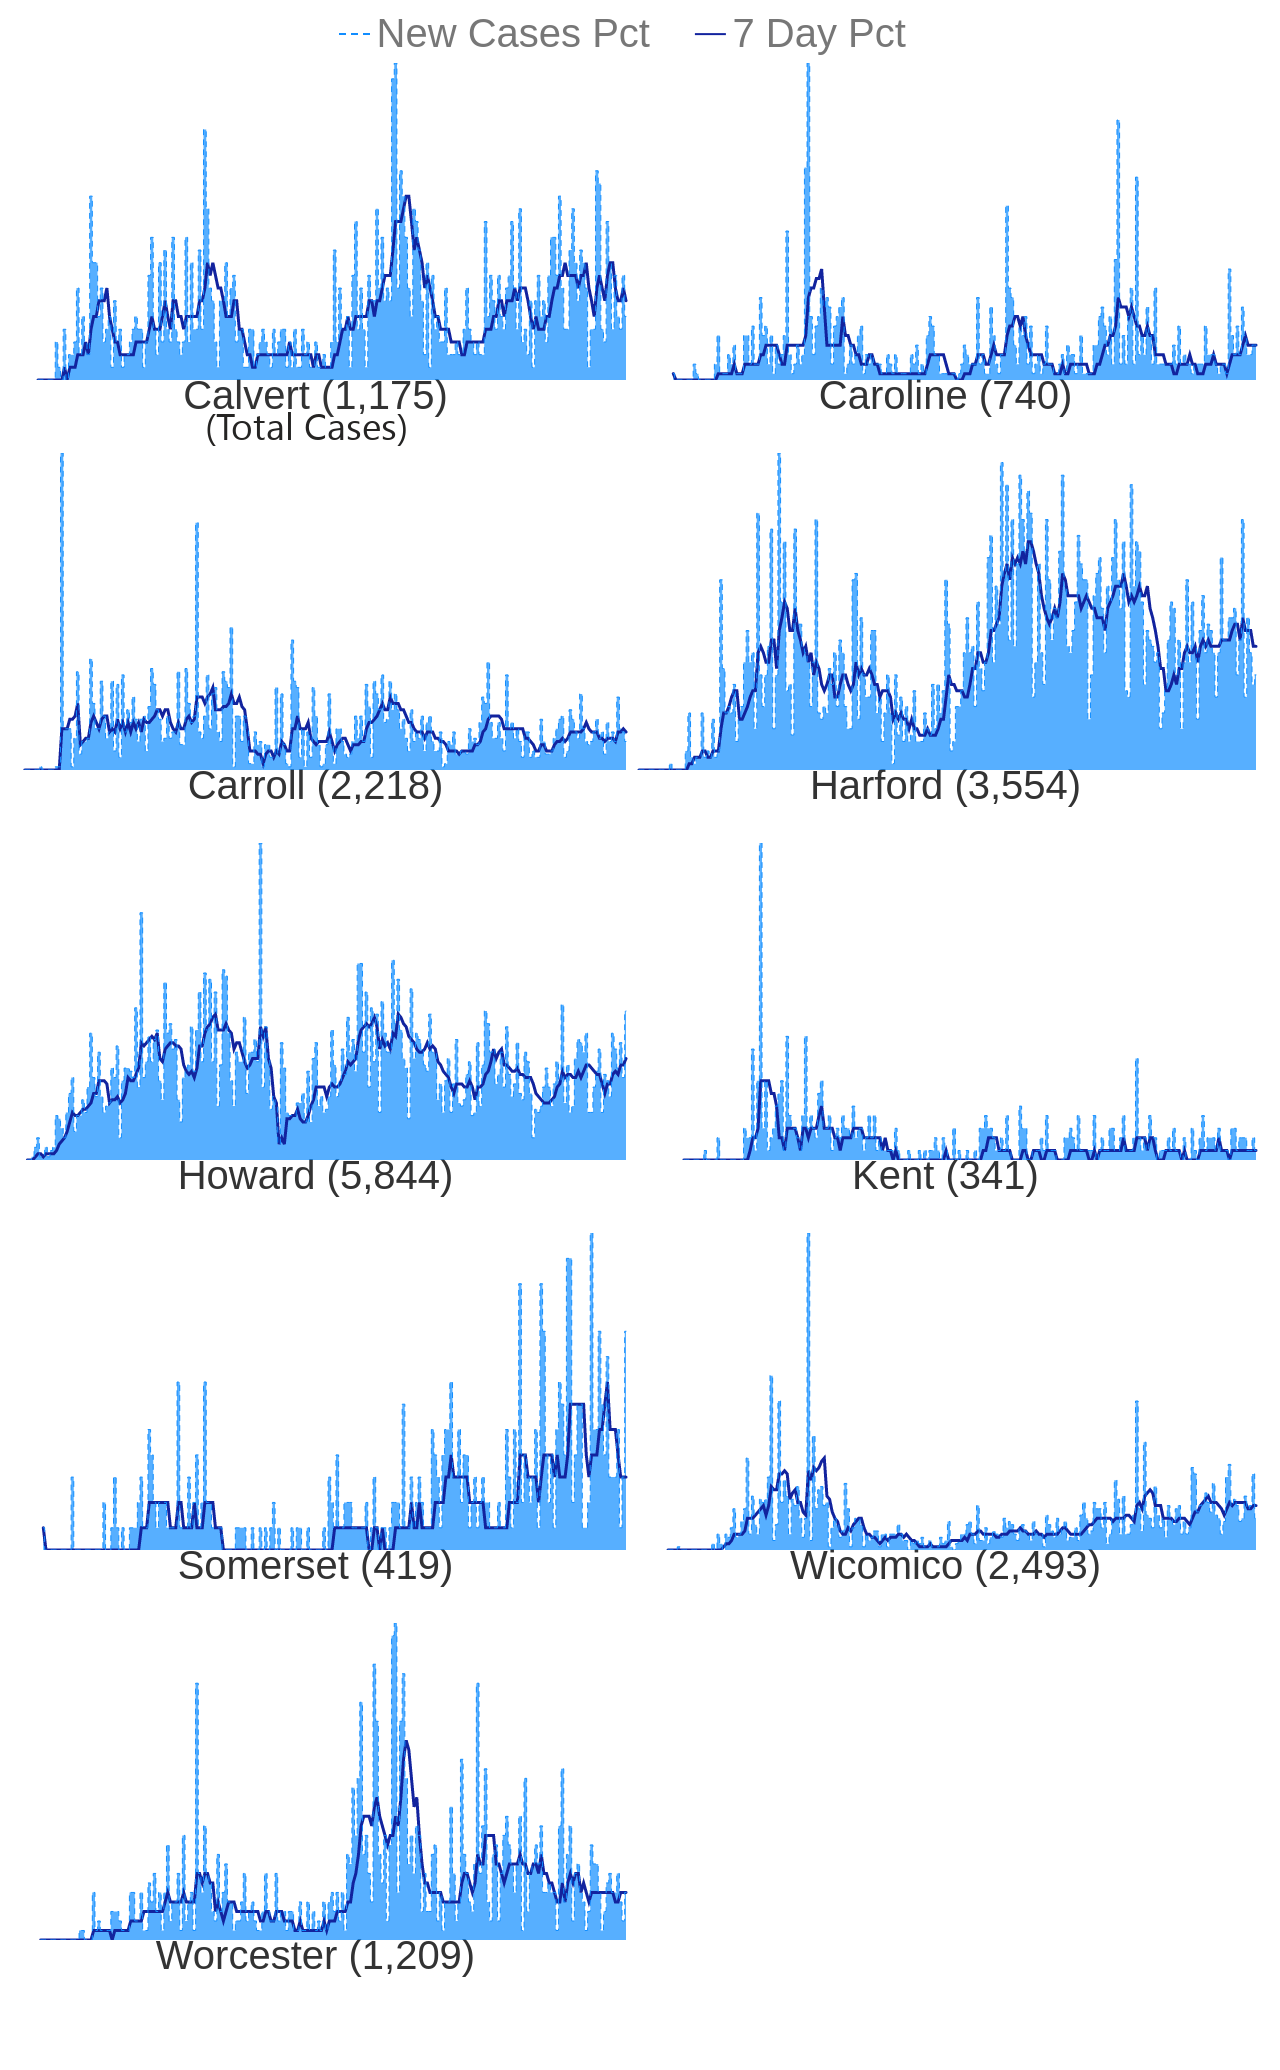 New Cases Pct 7 Day Pct
Calvert (1,175) Caroline (740)
(Total Cases)
Carroll (2,218) Harford (3,554)
Howard (5,844) Kent (341)
Somerset (419) Wicomico (2,493)
Worcester (1,209)